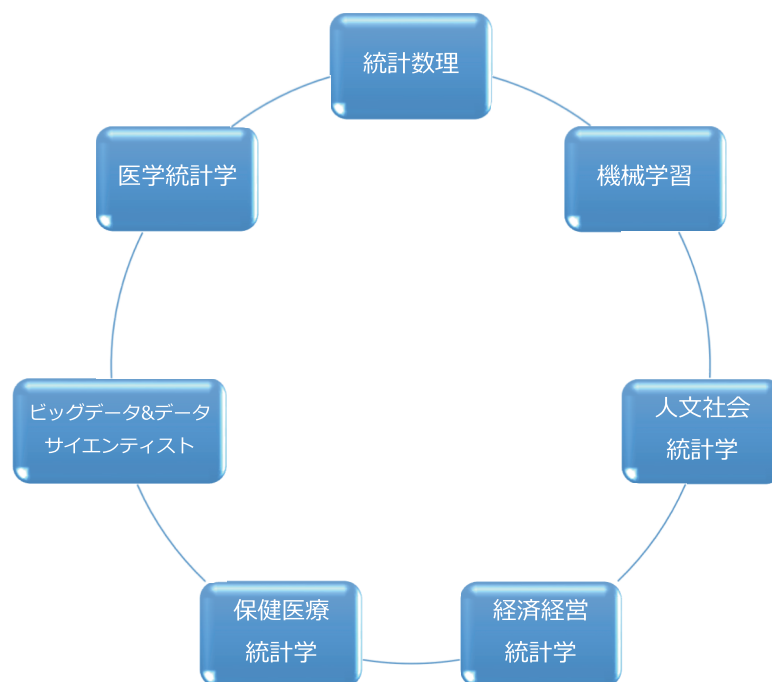 統計数理
機械学習
人文社会
統計学
経済経営
統計学
保健医療
統計学
ビッグデータ&データ
サイエンティスト
医学統計学